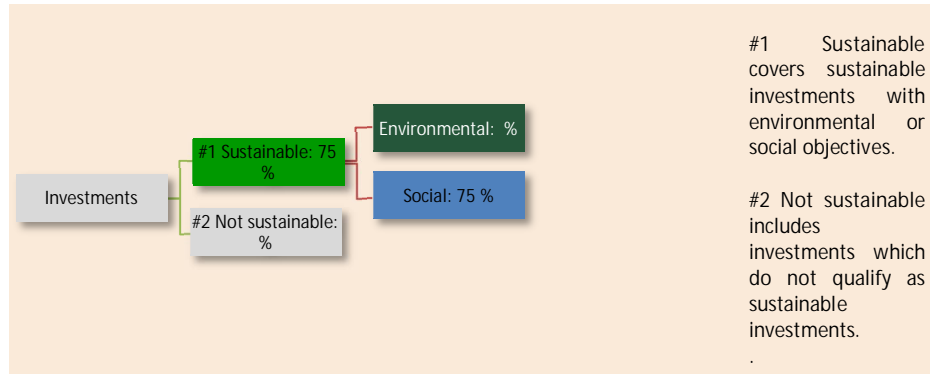 Investments
#1 Sustainable: 75
%
#2 Not sustainable:
%
Environmental:  %
Social: 75 %
#1 Sustainable
covers sustainable
investments with
environmental or
social objectives.
#2 Not sustainable
includes
investments which
do not qualify as
sustainable
investments.
.